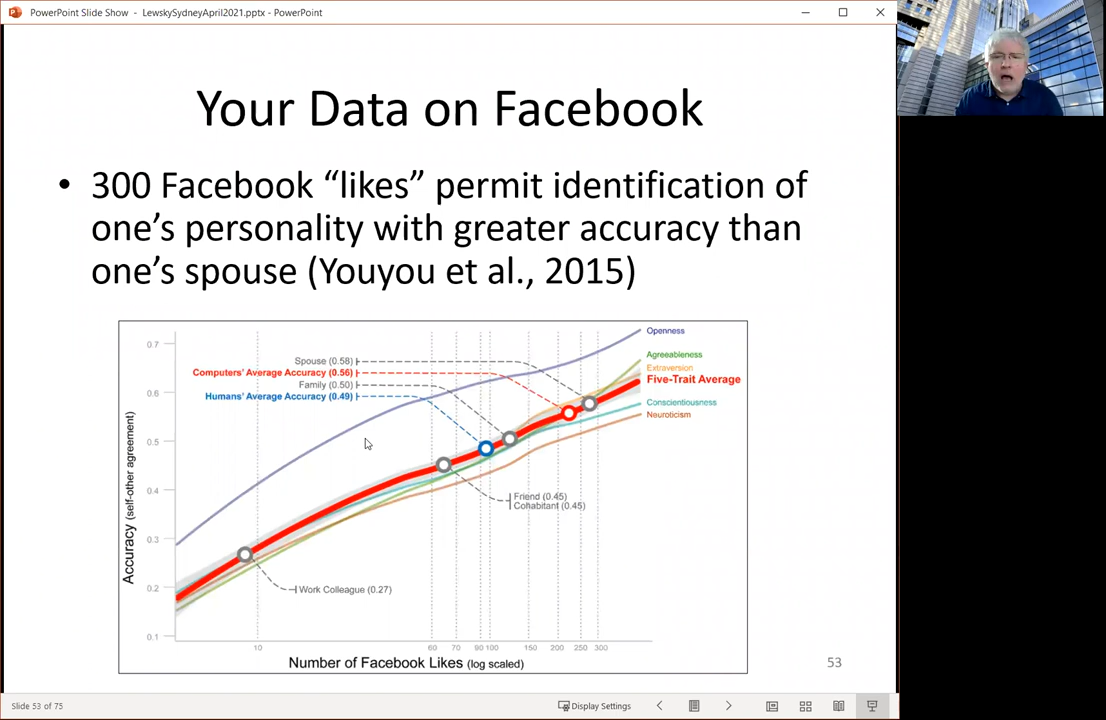 PowerPoint Slide Show - LewskySydneyApril2021.pptx - PowerPoint
Your Data on Facebook
• 300 Facebook “likes” permit identification of
one’s personality with greater accuracy than
one’s spouse (Youyou et al., 2015)
Openness
Agreeableness
Extraversion
Five-Trait Average
Conscientiousness
Neuroticism
Spouse (0.58)
Computers’ Average Accuracy (0.56)
Family (0.50)
Humans’ Average Accuracy (0.49)
Friend (0.45)
Cohabitant (0.45)
Work Colleague (0.27)
Accuracy (self-other agreement)
0.7
0.6
0.5
0.4
0.3
0.2
0.1
10 60 70 90 100 150 200 250 300
Number of Facebook Likes (log scaled)
53
Slide 53 of 75
Display Settings